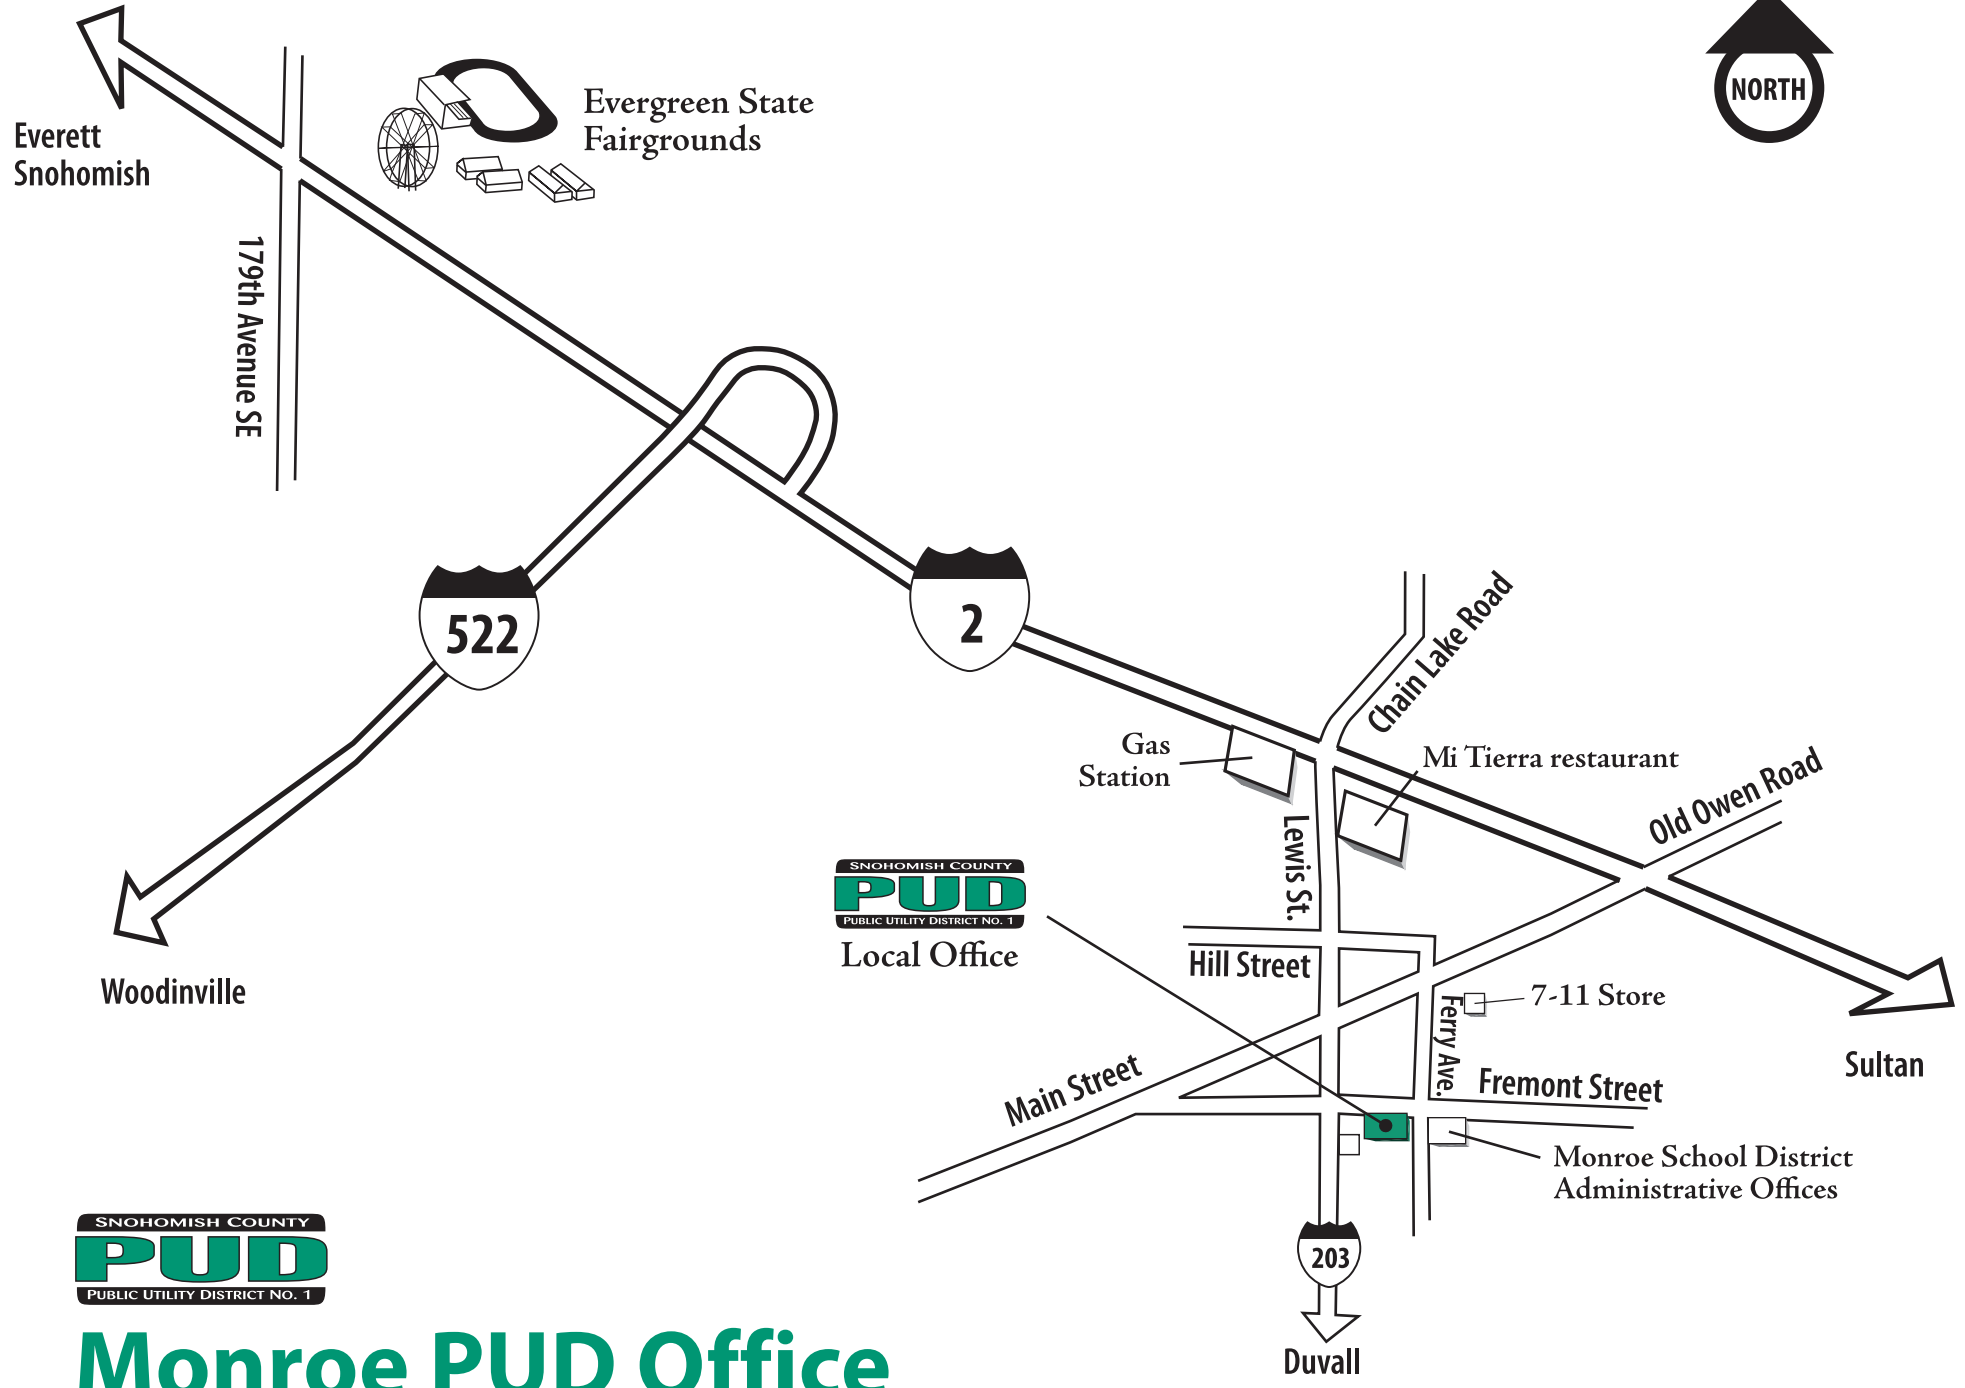 NORTH
Evergreen State
Fairgrounds
Everett
Snohomish
179th Avenue SE
522
2
Chain Lake Road
Gas
Station
Mi Tierra restaurant
Old Owen Road
Lewis St.
SNOHOMISH COUNTY
PUD
PUBLIC UTILITY DISTRICT NO. 1
Local Office
Hill Street
Woodinville
7-11 Store
Ferry Ave.
Sultan
Main Street
Fremont Street
Monroe School District
Administrative Offices
203
Duvall
SNOHOMISH COUNTY
PUD
PUBLIC UTILITY DISTRICT NO. 1
Monroe PUD Office